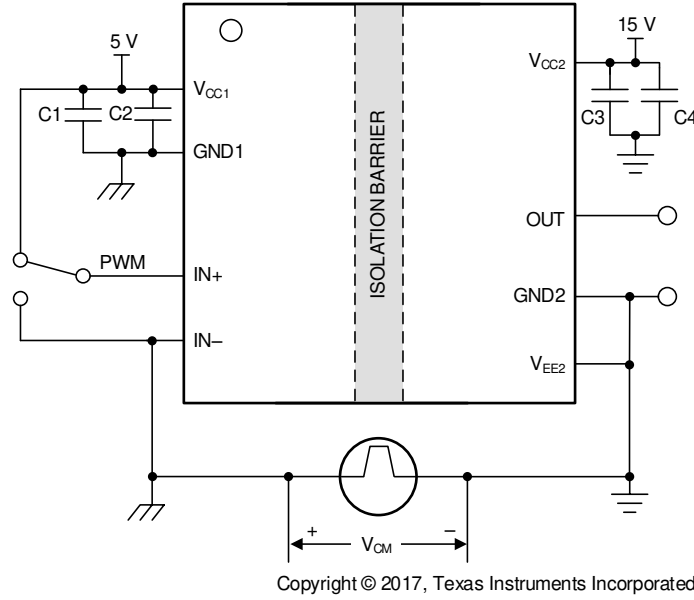 5 V
15 V
VCC1
VCC2
C1
C2
C3
C4
GND1
ISOLATION BARRIER
OUT
PWM
IN+
GND2
IN–
VEE2
+
VCM
–
Copyright © 2017, Texas Instruments Incorporated